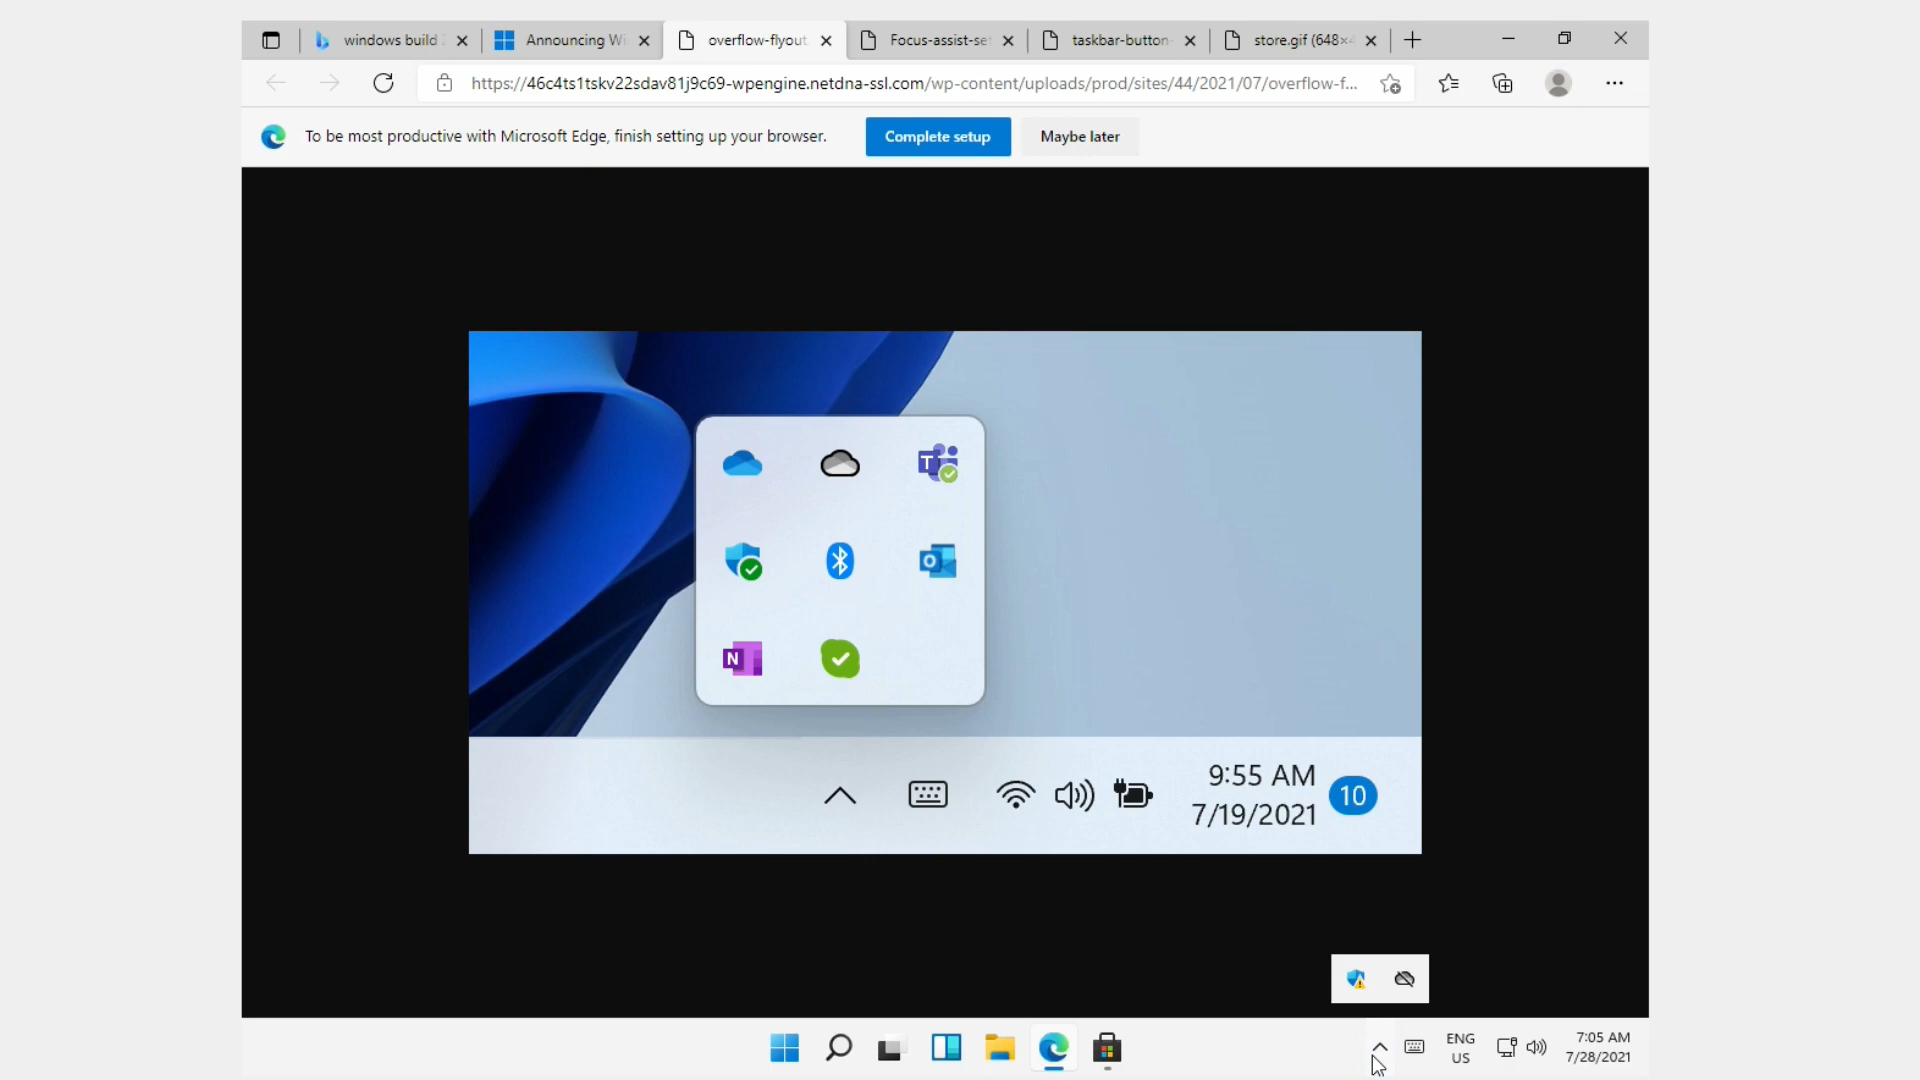 windows build
Announcing Wi
overflow-flyout
Focus-assist-se
taskbar-button-
store.gif (648×4
https://46c4ts1tskv22sdav81j9c69-wpengine.netdna-ssl.com/wp-content/uploads/prod/sites/44/2021/07/overflow-f...
To be most productive with Microsoft Edge, finish setting up your browser.
Complete setup
Maybe later
T
O
N
9:55 AM
7/19/2021
10
ENG
US
7:05 AM
7/28/2021